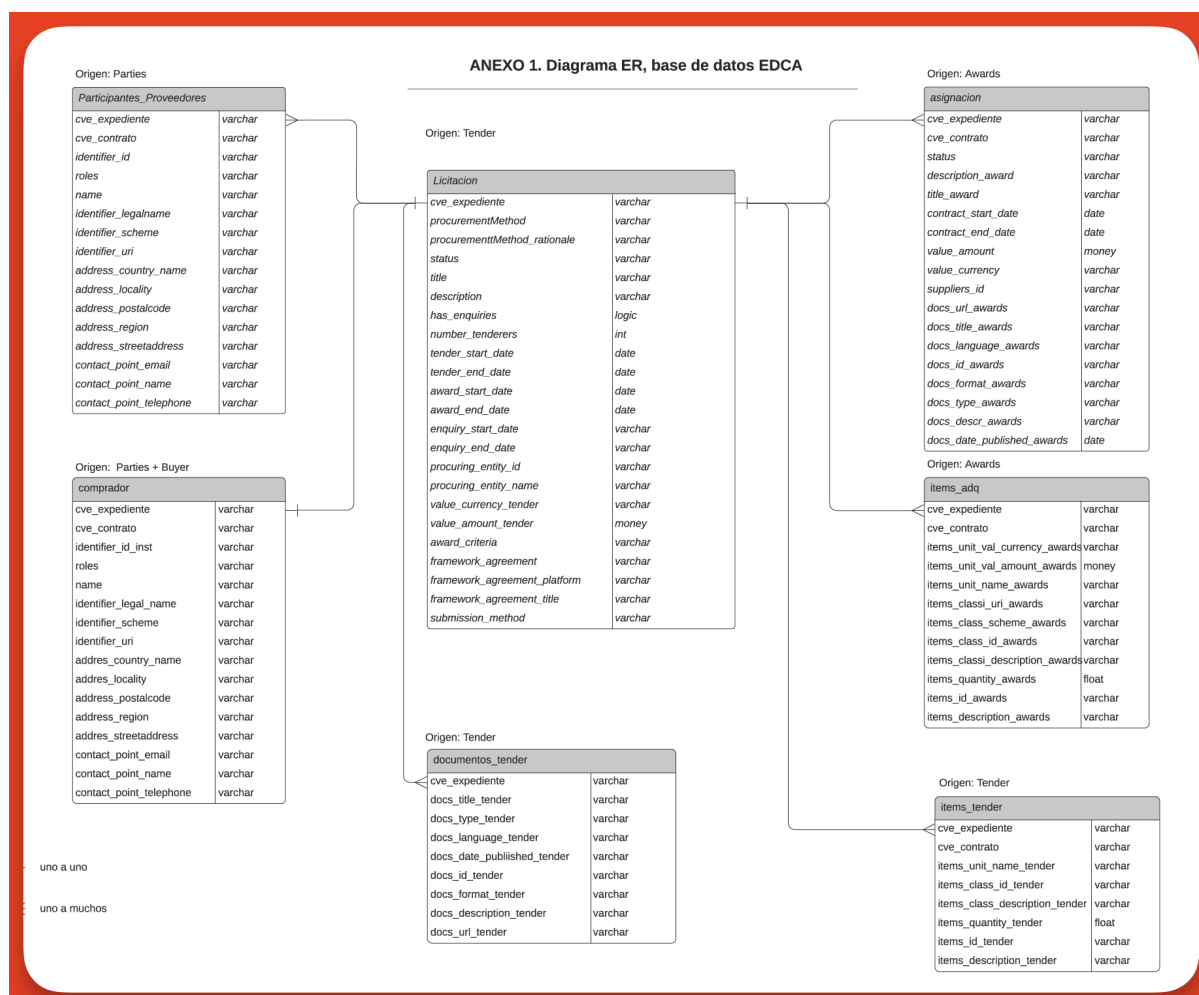 ANEXO 1. Diagrama ER, base de datos EDCA
Origen: Parties
Participantes_Proveedores
cve_expediente varchar
cve_contrato varchar
identifier_id varchar
roles varchar
name varchar
identifier_legalname varchar
identifier_scheme varchar
identifier_uri varchar
address_country_name varchar
address_locality varchar
address_postalcode varchar
address_region varchar
address_streetaddress varchar
contact_point_email varchar
contact_point_name varchar
contact_point_telephone varchar
Origen: Parties + Buyer
comprador
cve_expediente varchar
cve_contrato varchar
identifier_id_inst varchar
roles varchar
name varchar
identifier_legal_name varchar
identifier_scheme varchar
identifier_uri varchar
addres_country_name varchar
addres_locality varchar
address_postalcode varchar
address_region varchar
addres_streetaddress varchar
contact_point_email varchar
contact_point_name varchar
contact_point_telephone varchar
uno a uno
uno a muchos
Origen: Tender
Licitacion
cve_expediente varchar
procurementMethod varchar
procurementtMethod_rationale varchar
status varchar
title varchar
description varchar
has_enquiries logic
number_tenderers int
tender_start_date date
tender_end_date date
award_start_date date
award_end_date date
enquiry_start_date varchar
enquiry_end_date varchar
procuring_entity_id varchar
procuring_entity_name varchar
value_currency_tender varchar
value_amount_tender money
award_criteria varchar
framework_agreement varchar
framework_agreement_platform varchar
framework_agreement_title varchar
submission_method varchar
Origen: Tender
documentos_tender
cve_expediente varchar
docs_title_tender varchar
docs_type_tender varchar
docs_language_tender varchar
docs_date_publiished_tender varchar
docs_id_tender varchar
docs_format_tender varchar
docs_description_tender varchar
docs_url_tender varchar
Origen: Awards
asignacion
cve_expediente varchar
cve_contrato varchar
status varchar
description_award varchar
title_award varchar
contract_start_date date
contract_end_date date
value_amount money
value_currency varchar
suppliers_id varchar
docs_url_awards varchar
docs_title_awards varchar
docs_language_awards varchar
docs_id_awards varchar
docs_format_awards varchar
docs_type_awards varchar
docs_descr_awards varchar
docs_date_published_awards date
Origen: Awards
items_adq
cve_expediente varchar
cve_contrato varchar
items_unit_val_currency_awards varchar
items_unit_val_amount_awards money
items_unit_name_awards varchar
items_classi_uri_awards varchar
items_class_scheme_awards varchar
items_class_id_awards varchar
items_classi_description_awards varchar
items_quantity_awards float
items_id_awards varchar
items_description_awards varchar
Origen: Tender
items_tender
cve_expediente varchar
cve_contrato varchar
items_unit_name_tender varchar
items_class_id_tender varchar
items_class_description_tender varchar
items_quantity_tender float
items_id_tender varchar
items_description_tender varchar